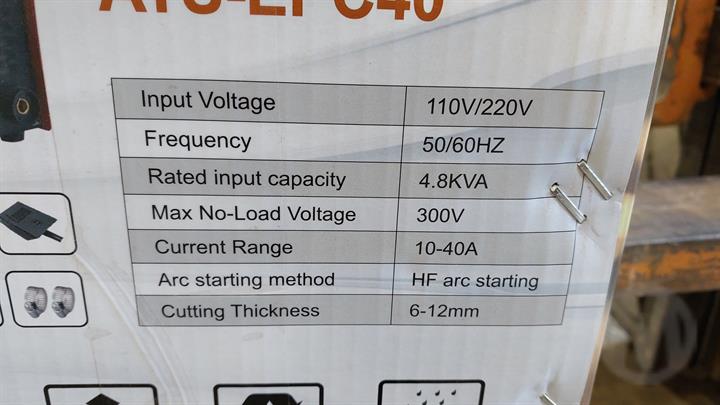 Input Voltage 110V/220V
Frequency 50/60HZ
Rated input capacity 4.8KVA
Max No-Load Voltage 300V
Current Range 10-40A
Arc starting method HF arc starting
Cutting Thickness 6-12mm